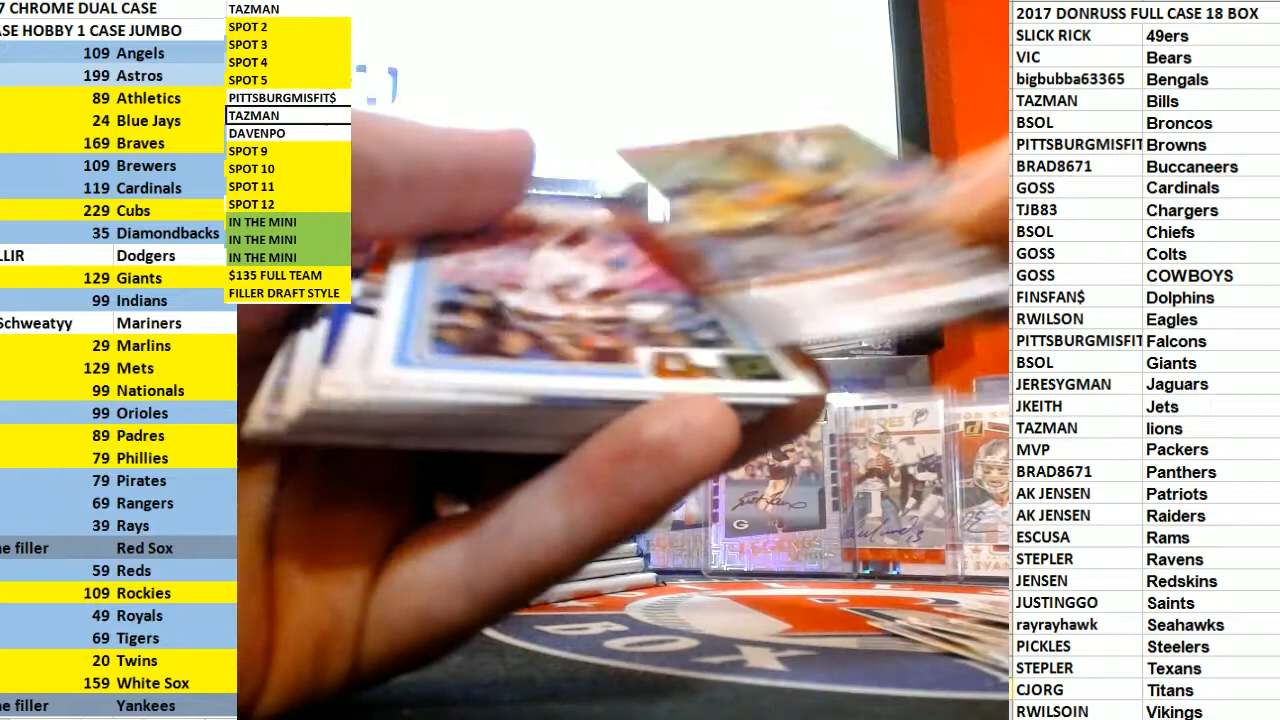 7 CHROME DUAL CASE
ASE HOBBY 1 CASE JUMBO
109 Angels
199 Astros
89 Athletics
24 Blue Jays
169 Braves
109 Brewers
119 Cardinals
229 Cubs
35 Diamondbacks
LLIR Dodgers
129 Giants
99 Indians
Schweatyy Mariners
29 Marlins
129 Mets
99 Nationals
99 Orioles
89 Padres
79 Phillies
79 Pirates
69 Rangers
39 Rays
ne filler Red Sox
59 Reds
109 Rockies
49 Royals
69 Tigers
20 Twins
159 White Sox
ne filler Yankees
TAZMAN
SPOT 2
SPOT 3
SPOT 4
SPOT 5
PITTSBURGMISFIT$
TAZMAN
DAVENPO
SPOT 9
SPOT 10
SPOT 11
SPOT 12
IN THE MINI
IN THE MINI
IN THE MINI
$135 FULL TEAM
FILLER DRAFT STYLE
BOX
2017 DONRUSS FULL CASE 18 BOX
SLICK RICK 49ers
VIC Bears
bigbubba63365 Bengals
TAZMAN Bills
BSOL Broncos
PITTSBURGMISFIT Browns
BRAD8671 Buccaneers
GOSS Cardinals
TJB83 Chargers
BSOL Chiefs
GOSS Colts
GOSS COWBOYS
FINSFAN$ Dolphins
RWILSON Eagles
PITTSBURGMISFIT Falcons
BSOL Giants
JERESYGMAN Jaguars
JKEITH Jets
TAZMAN lions
MVP Packers
BRAD8671 Panthers
AK JENSEN Patriots
AK JENSEN Raiders
ESCUSA Rams
STEPLER Ravens
JENSEN Redskins
JUSTINGGO Saints
rayrayhawk Seahawks
PICKLES Steelers
STEPLER Texans
CJORG Titans
RWILSOIN Vikings